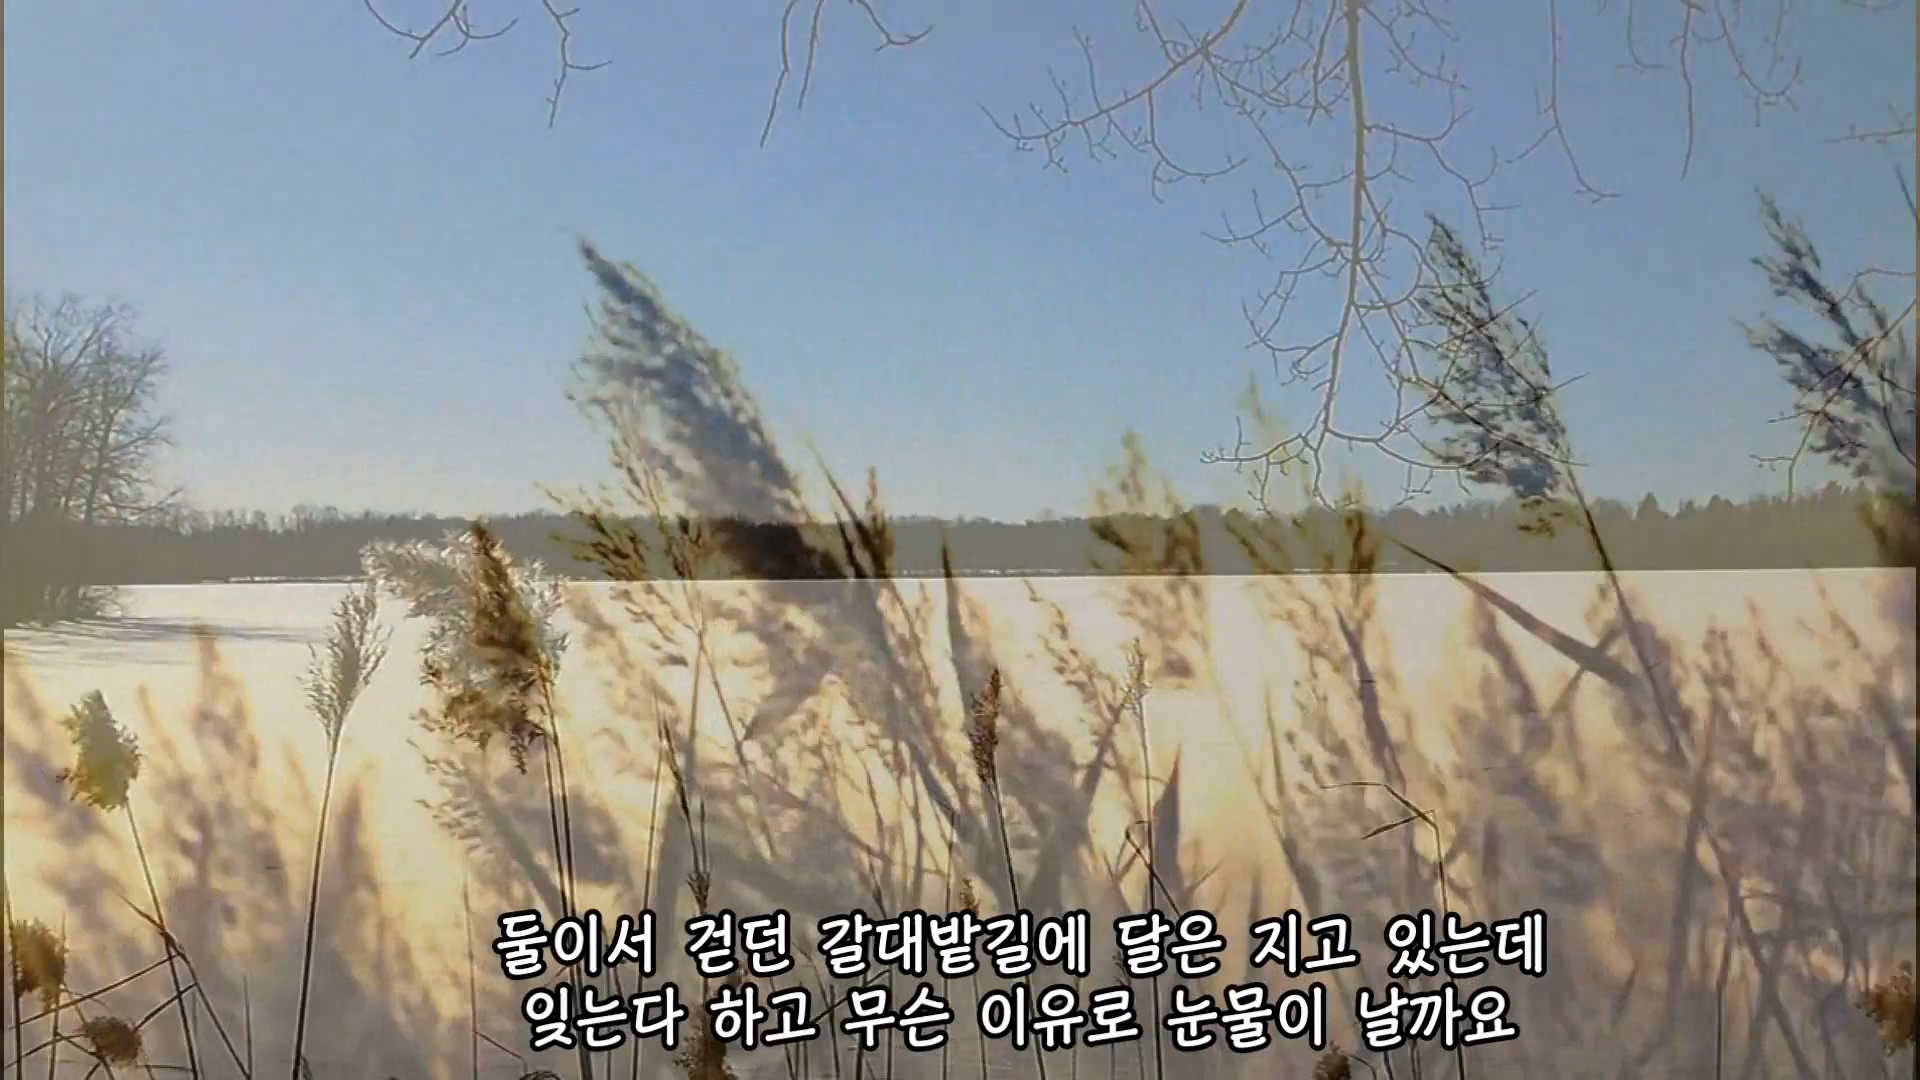 둘이서 걷던 갈대밭길에 달은 지고 있는데
잊는다 하고 무슨 이유로 눈물이 날까요